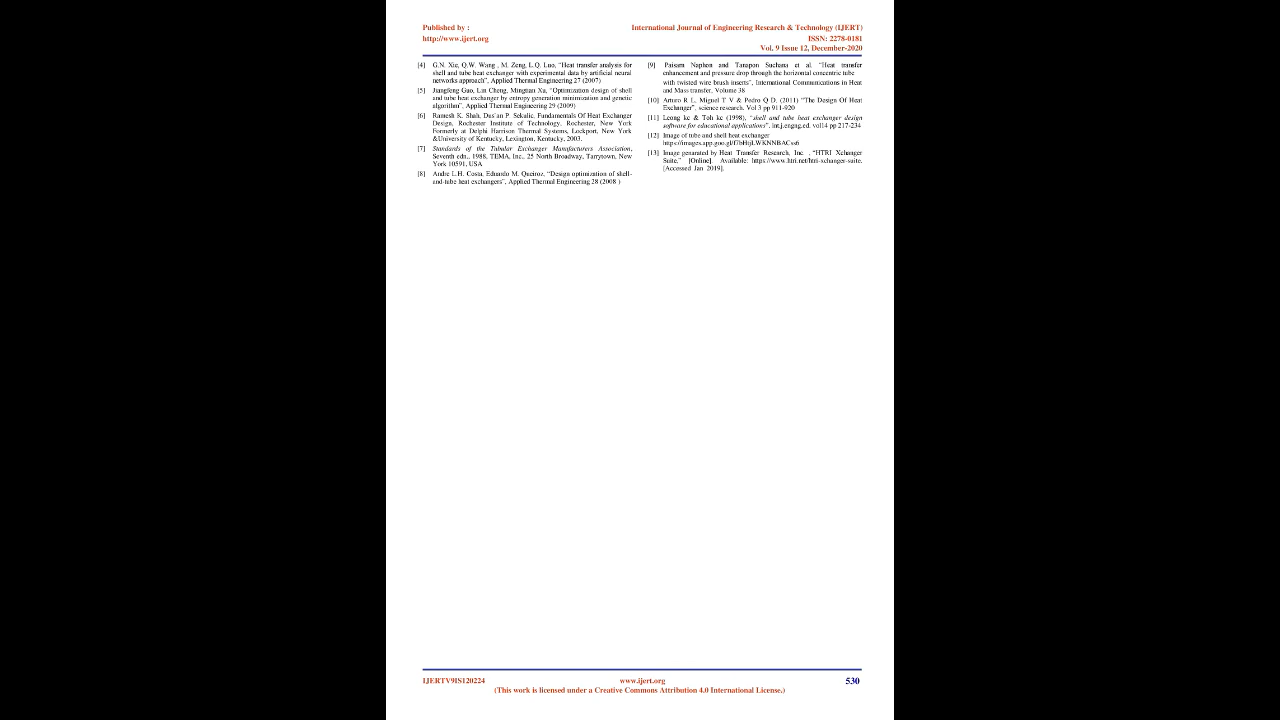 Published by :
http://www.ijert.org
International Journal of Engineering Research & Technology (IJERT)
ISSN: 2278-0181
Vol. 9 Issue 12, December-2020
[4] G.N. Xie, Q.W. Wang , M. Zeng, L.Q. Luo, “Heat transfer analysis for
shell and tube heat exchanger with experimental data by artificial neural
networks approach”, Applied Thermal Engineering 27 (2007)
[5] Jiangfeng Guo, Lin Cheng, Mingtian Xu, “Optimization design of shell
and tube heat exchanger by entropy generation minimization and genetic
algorithm”, Applied Thermal Engineering 29 (2009)
[6] Ramesh K. Shah, Dus̆an P. Sekulic, Fundamentals Of Heat Exchanger
Design, Rochester Institute of Technology, Rochester, New York
Formerly at Delphi Harrison Thermal Systems, Lockport, New York
&University of Kentucky, Lexington, Kentucky, 2003.
[7] Standards of the Tubular Exchanger Manufacturers Association,
Seventh edn., 1988, TEMA, Inc., 25 North Broadway, Tarrytown, New
York 10591, USA
[8] Andre L.H. Costa, Eduardo M. Queiroz, “Design optimization of shell-
and-tube heat exchangers”, Applied Thermal Engineering 28 (2008 )
[9] Paisarn Naphon and Tanapon Suchana et al. “Heat transfer
enhancement and pressure drop through the horizontal concentric tube
with twisted wire brush inserts”, International Communications in Heat
and Mass transfer, Volume 38
[10] Arturo R L, Miguel T V & Pedro Q D. (2011) “The Design Of Heat
Exchanger”, science research. Vol 3 pp 911-920
[11] Leong kc & Toh kc (1998), “shell and tube heat exchanger design
software for educational applications”. int.j.engng.ed. vol14 pp 217-234
[12] Image of tube and shell heat exchanger
https://images.app.goo.gl/f7bHtjLWKNNBACss6
[13] Image genarated by Heat Transfer Research, Inc. , “HTRI Xchanger
Suite,” [Online]. Available: https://www.htri.net/htri-xchanger-suite.
[Accessed Jan 2019].
IJERTV9IS120224
www.ijert.org
530
(This work is licensed under a Creative Commons Attribution 4.0 International License.)